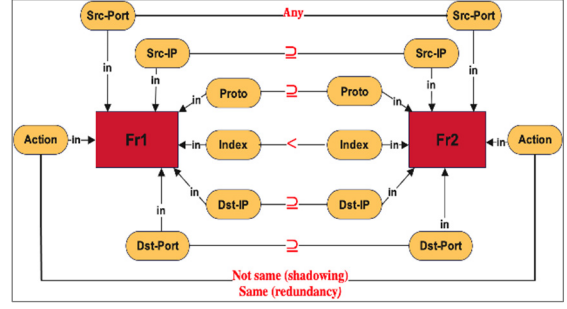 Src-Port Any Src-Port
Src-IP ⊇ Src-IP
in in in in
Proto ⊇ Proto
in in
Action in Fr1 in Index < Index in Fr2 in Action
in in
Dst-IP ⊇ Dst-IP
in in
Dst-Port ⊇ Dst-Port
Not same (shadowing)
Same (redundancy)